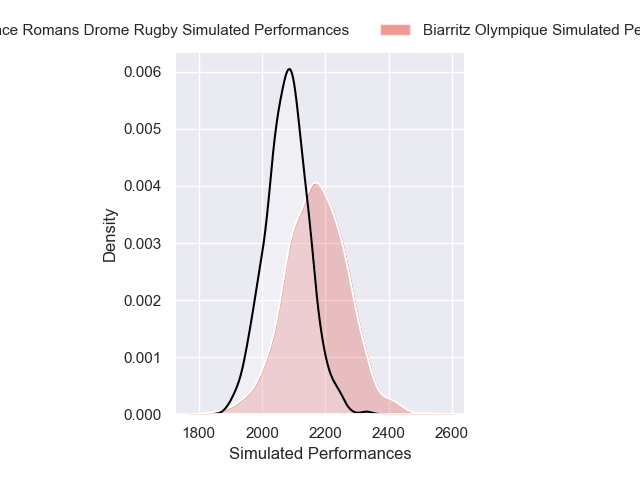 nce Romans Drome Rugby Simulated Performances Biarritz Olympique Simulated Pe
0.006
0.005
0.004
0.003
0.002
0.001
0.000
Density
1800 2000 2200 2400 2600
Simulated Performances